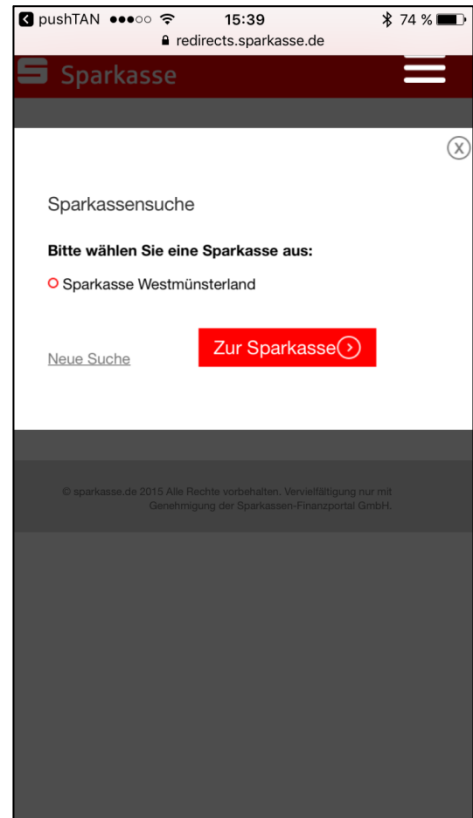 pushTAN 15:39 74 %
redirects.sparkasse.de
Sparkasse
X
Sparkassensuche
Bitte wählen Sie eine Sparkasse aus:
Sparkasse Westmünsterland
Zur Sparkasse
Neue Suche
© sparkasse.de 2015 Alle Rechte vorbehalten. Vervielfältigung nur mit
Genehmigung der Sparkassen-Finanzportal GmbH.